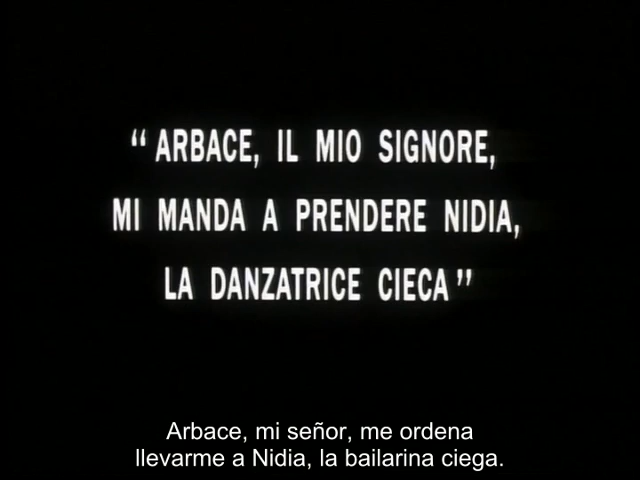 “ ARBACE, IL MIO SIGNORE,
MI MANDA A PRENDERE NIDIA,
LA DANZATRICE CIECA ”
Arbace, mi señor, me ordena
llevarme a Nidia, la bailarina ciega.